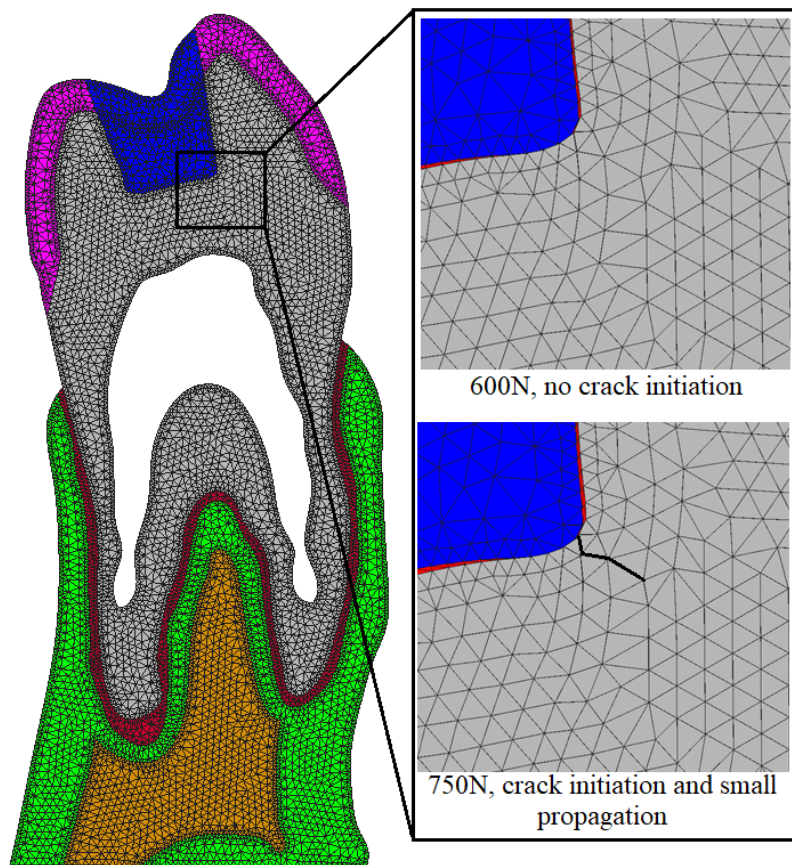 600N, no crack initiation
750N, crack initiation and small
propagation